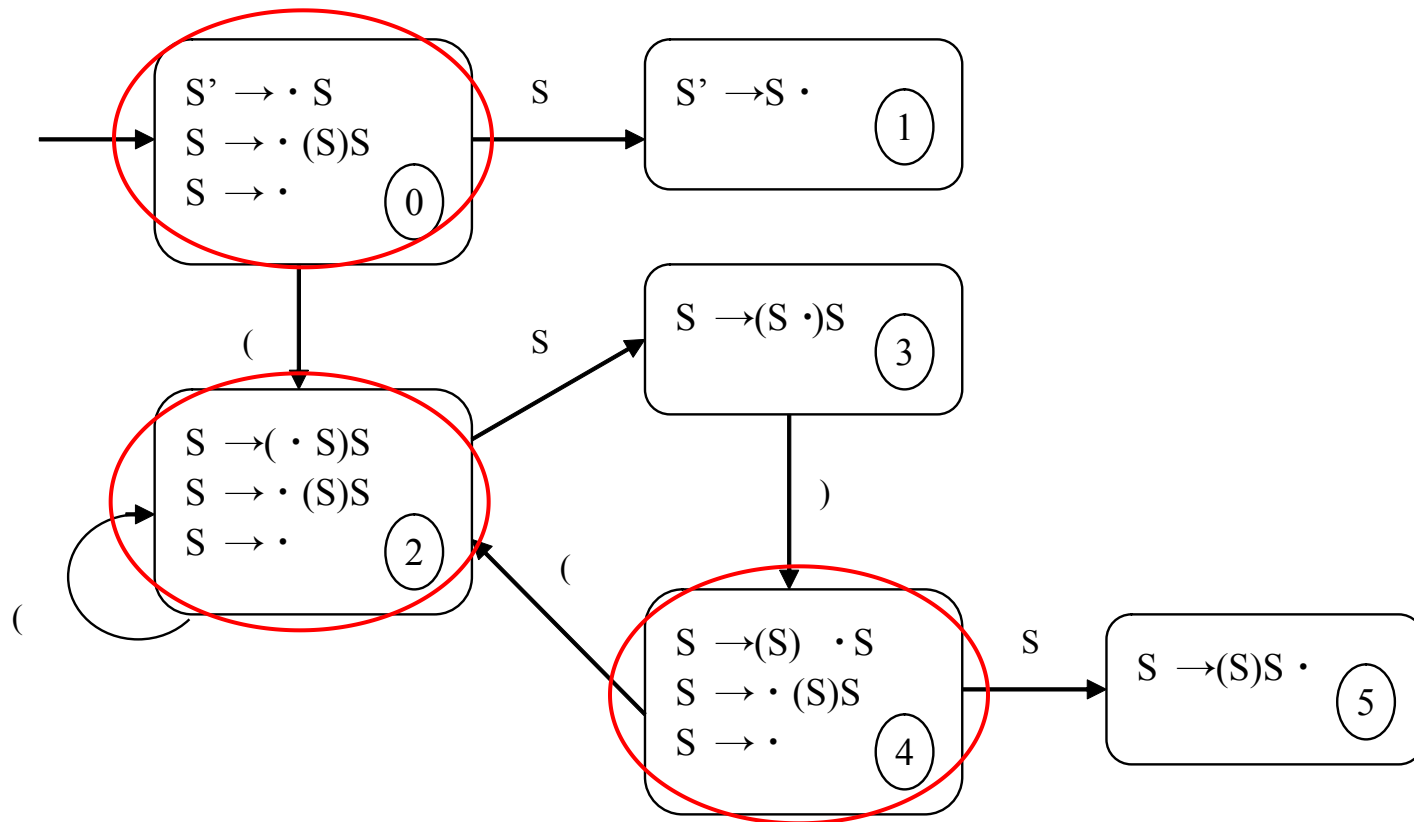 S’ → · S
S → · (S)S
S → ·
0
S
S’ →S ·
1
(
S
S →(S ·)S
3
S →( · S)S
S → · (S)S
S → ·
2
(
(
)
S →(S) · S
S → · (S)S
S → ·
4
S
S →(S)S ·
5